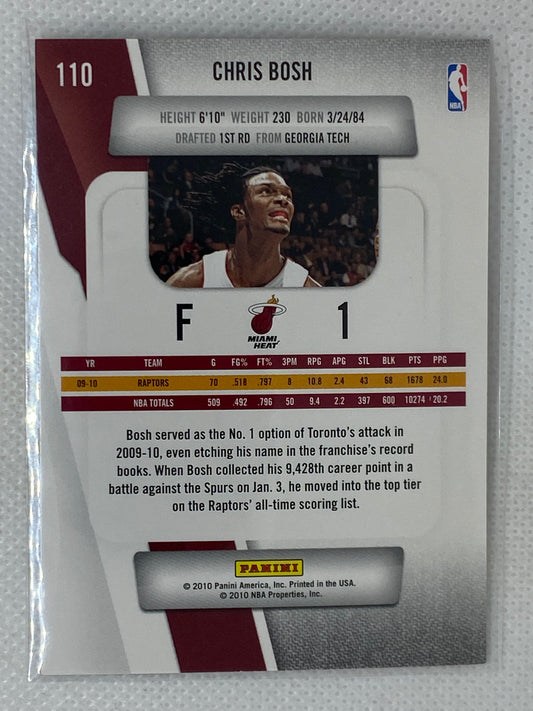 110
CHRIS BOSH
NBA
HEIGHT 6'10" WEIGHT 230 BORN 3/24/84
DRAFTED 1ST RD FROM GEORGIA TECH
F
MIAMI
HEAT
1
YR TEAM G FG% FT% 3PM RPG APG STL BLK PTS PPG
09-10 RAPTORS 70 .518 .797 8 10.8 2.4 43 68 1678 24.0
NBA TOTALS 509 .492 .796 50 9.4 2.2 397 600 10274 20.2
Bosh served as the No. 1 option of Toronto's attack in
2009-10, even etching his name in the franchise's record
books. When Bosh collected his 9,428th career point in a
battle against the Spurs on Jan. 3, he moved into the top tier
on the Raptors' all-time scoring list.
PANINI
© 2010 Panini America, Inc. Printed in the USA.
© 2010 NBA Properties, Inc.